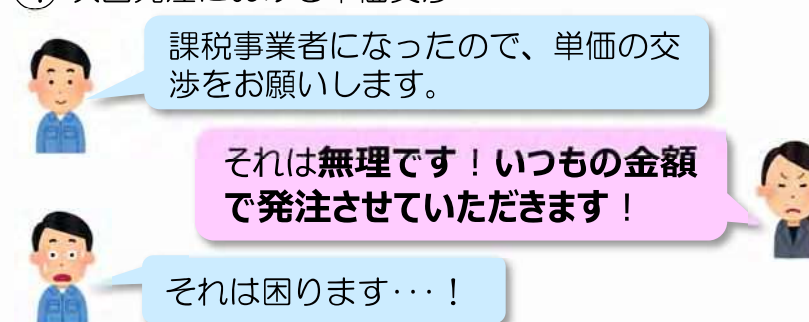 課税事業者になったので、単価の交
渉をお願いします。
それは無理です！いつもの金額
で発注させていただきます！
それは困ります･･･！